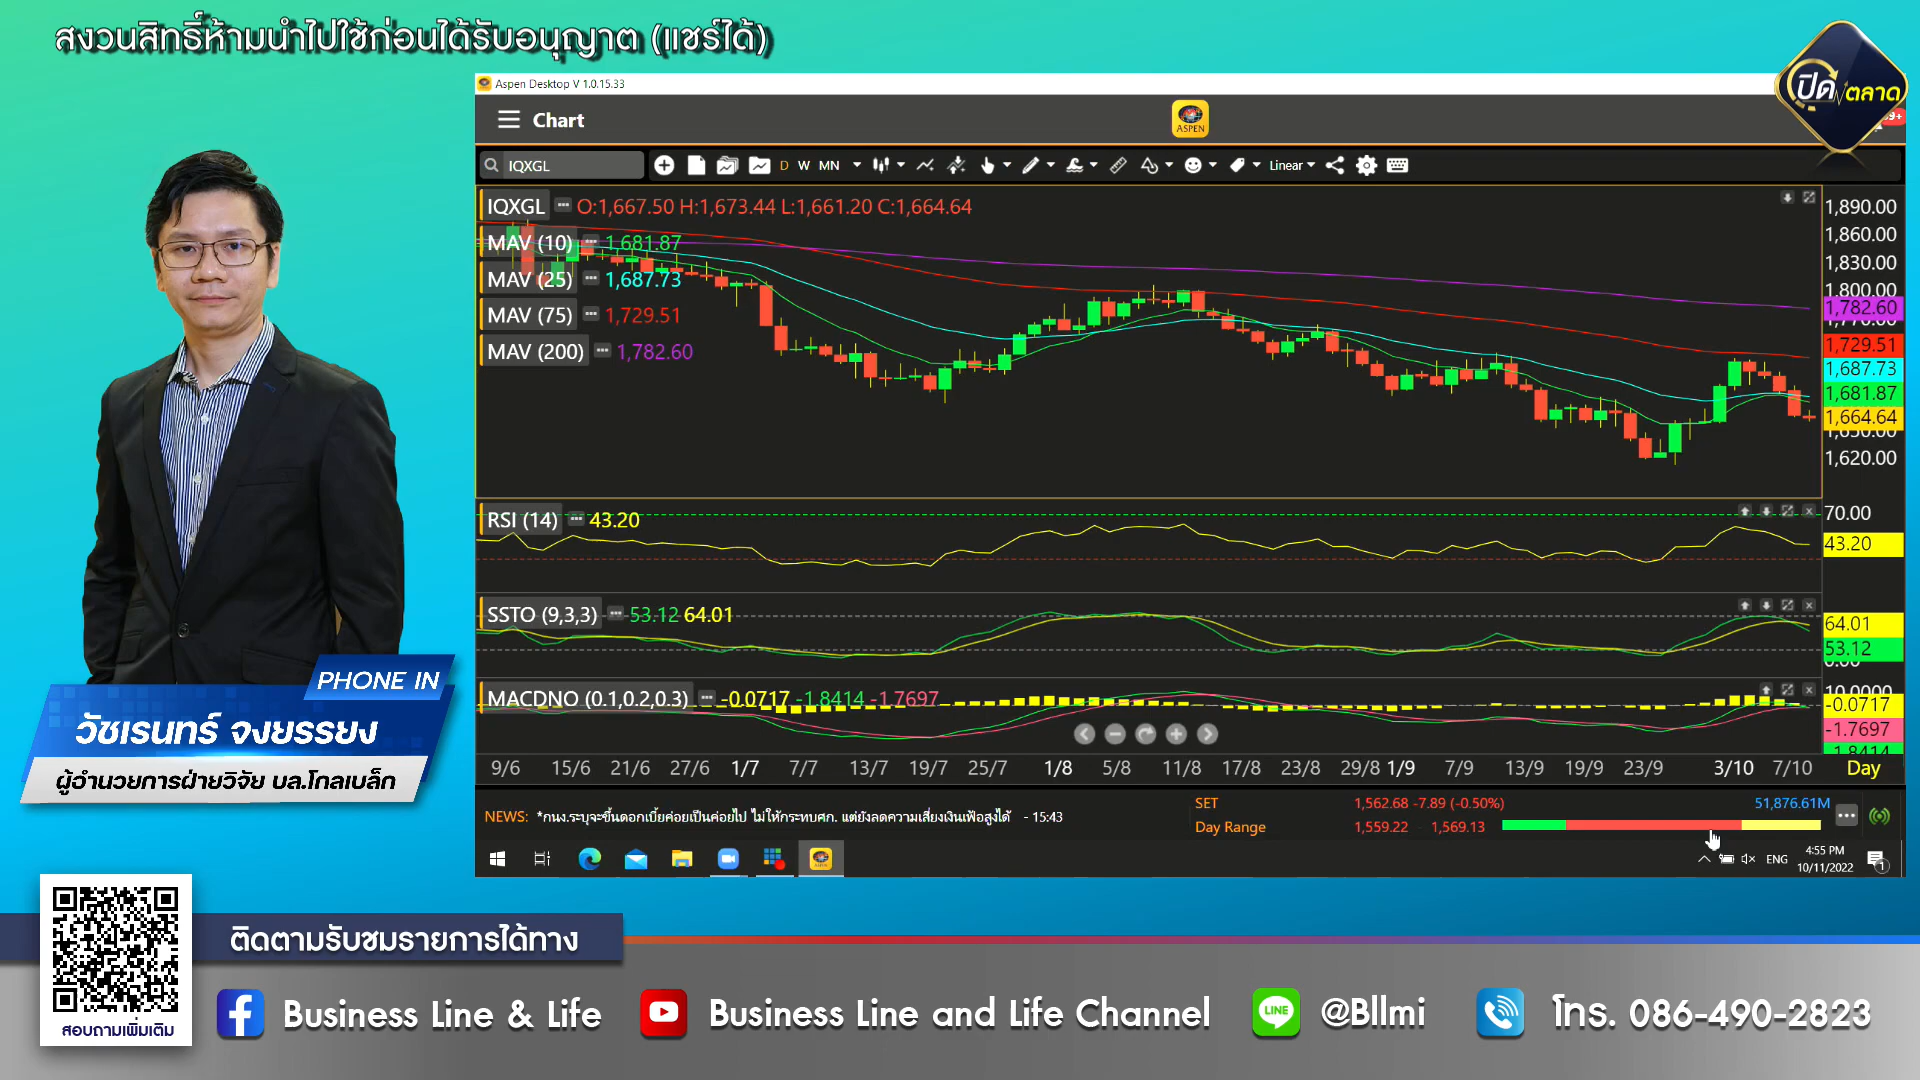 สงวนสิทธิ์ห้ามนำไปใช้ก่อนได้รับอนุญาต (แชร์ได้)
ปิดตลาด
Aspen Desktop V 1.0.15.33
Chart
ASPEN
IQXGL
D W MN
Linear
IQXGL O:1,667.50 H:1,673.44 L:1,661.20 C:1,664.64
MAV (10) 1,681.87
MAV (25) 1,687.73
MAV (75) 1,729.51
MAV (200) 1,782.60
1,890.00
1,860.00
1,830.00
1,800.00
1,782.60
1,729.51
1,687.73
1,681.87
1,664.64
1,620.00
RSI (14) 43.20
70.00
43.20
SSTO (9,3,3) 53.12 64.01
64.01
53.12
MACDNO (0.1,0.2,0.3) -0.0717 -1.8414 -1.7697
10.0000
-0.0717
-1.7697
9/6 15/6 21/6 27/6 1/7 7/7 13/7 19/7 25/7 1/8 5/8 11/8 17/8 23/8 29/8 1/9 7/9 13/9 19/9 23/9 3/10 7/10 Day
NEWS: *กนง.ระบุจะขึ้นดอกเบี้ยค่อยเป็นค่อยไป ไม่ให้กระทบศก. แต่ยังลดความเสี่ยงเงินเฟ้อสูงได้ - 15:43
SET 1,562.68 -7.89 (-0.50%) 51,876.61M
Day Range 1,559.22 - 1,569.13
ENG
4:55 PM
10/11/2022
1
PHONE IN
วัชเรนทร์ จงยรรยง
ผู้อำนวยการฝ่ายวิจัย บล.โกลเบล็ก
สอบถามเพิ่มเติม
ติดตามรับชมรายการได้ทาง
Business Line & Life
Business Line and Life Channel
LINE
@Bllmi
โทร. 086-490-2823